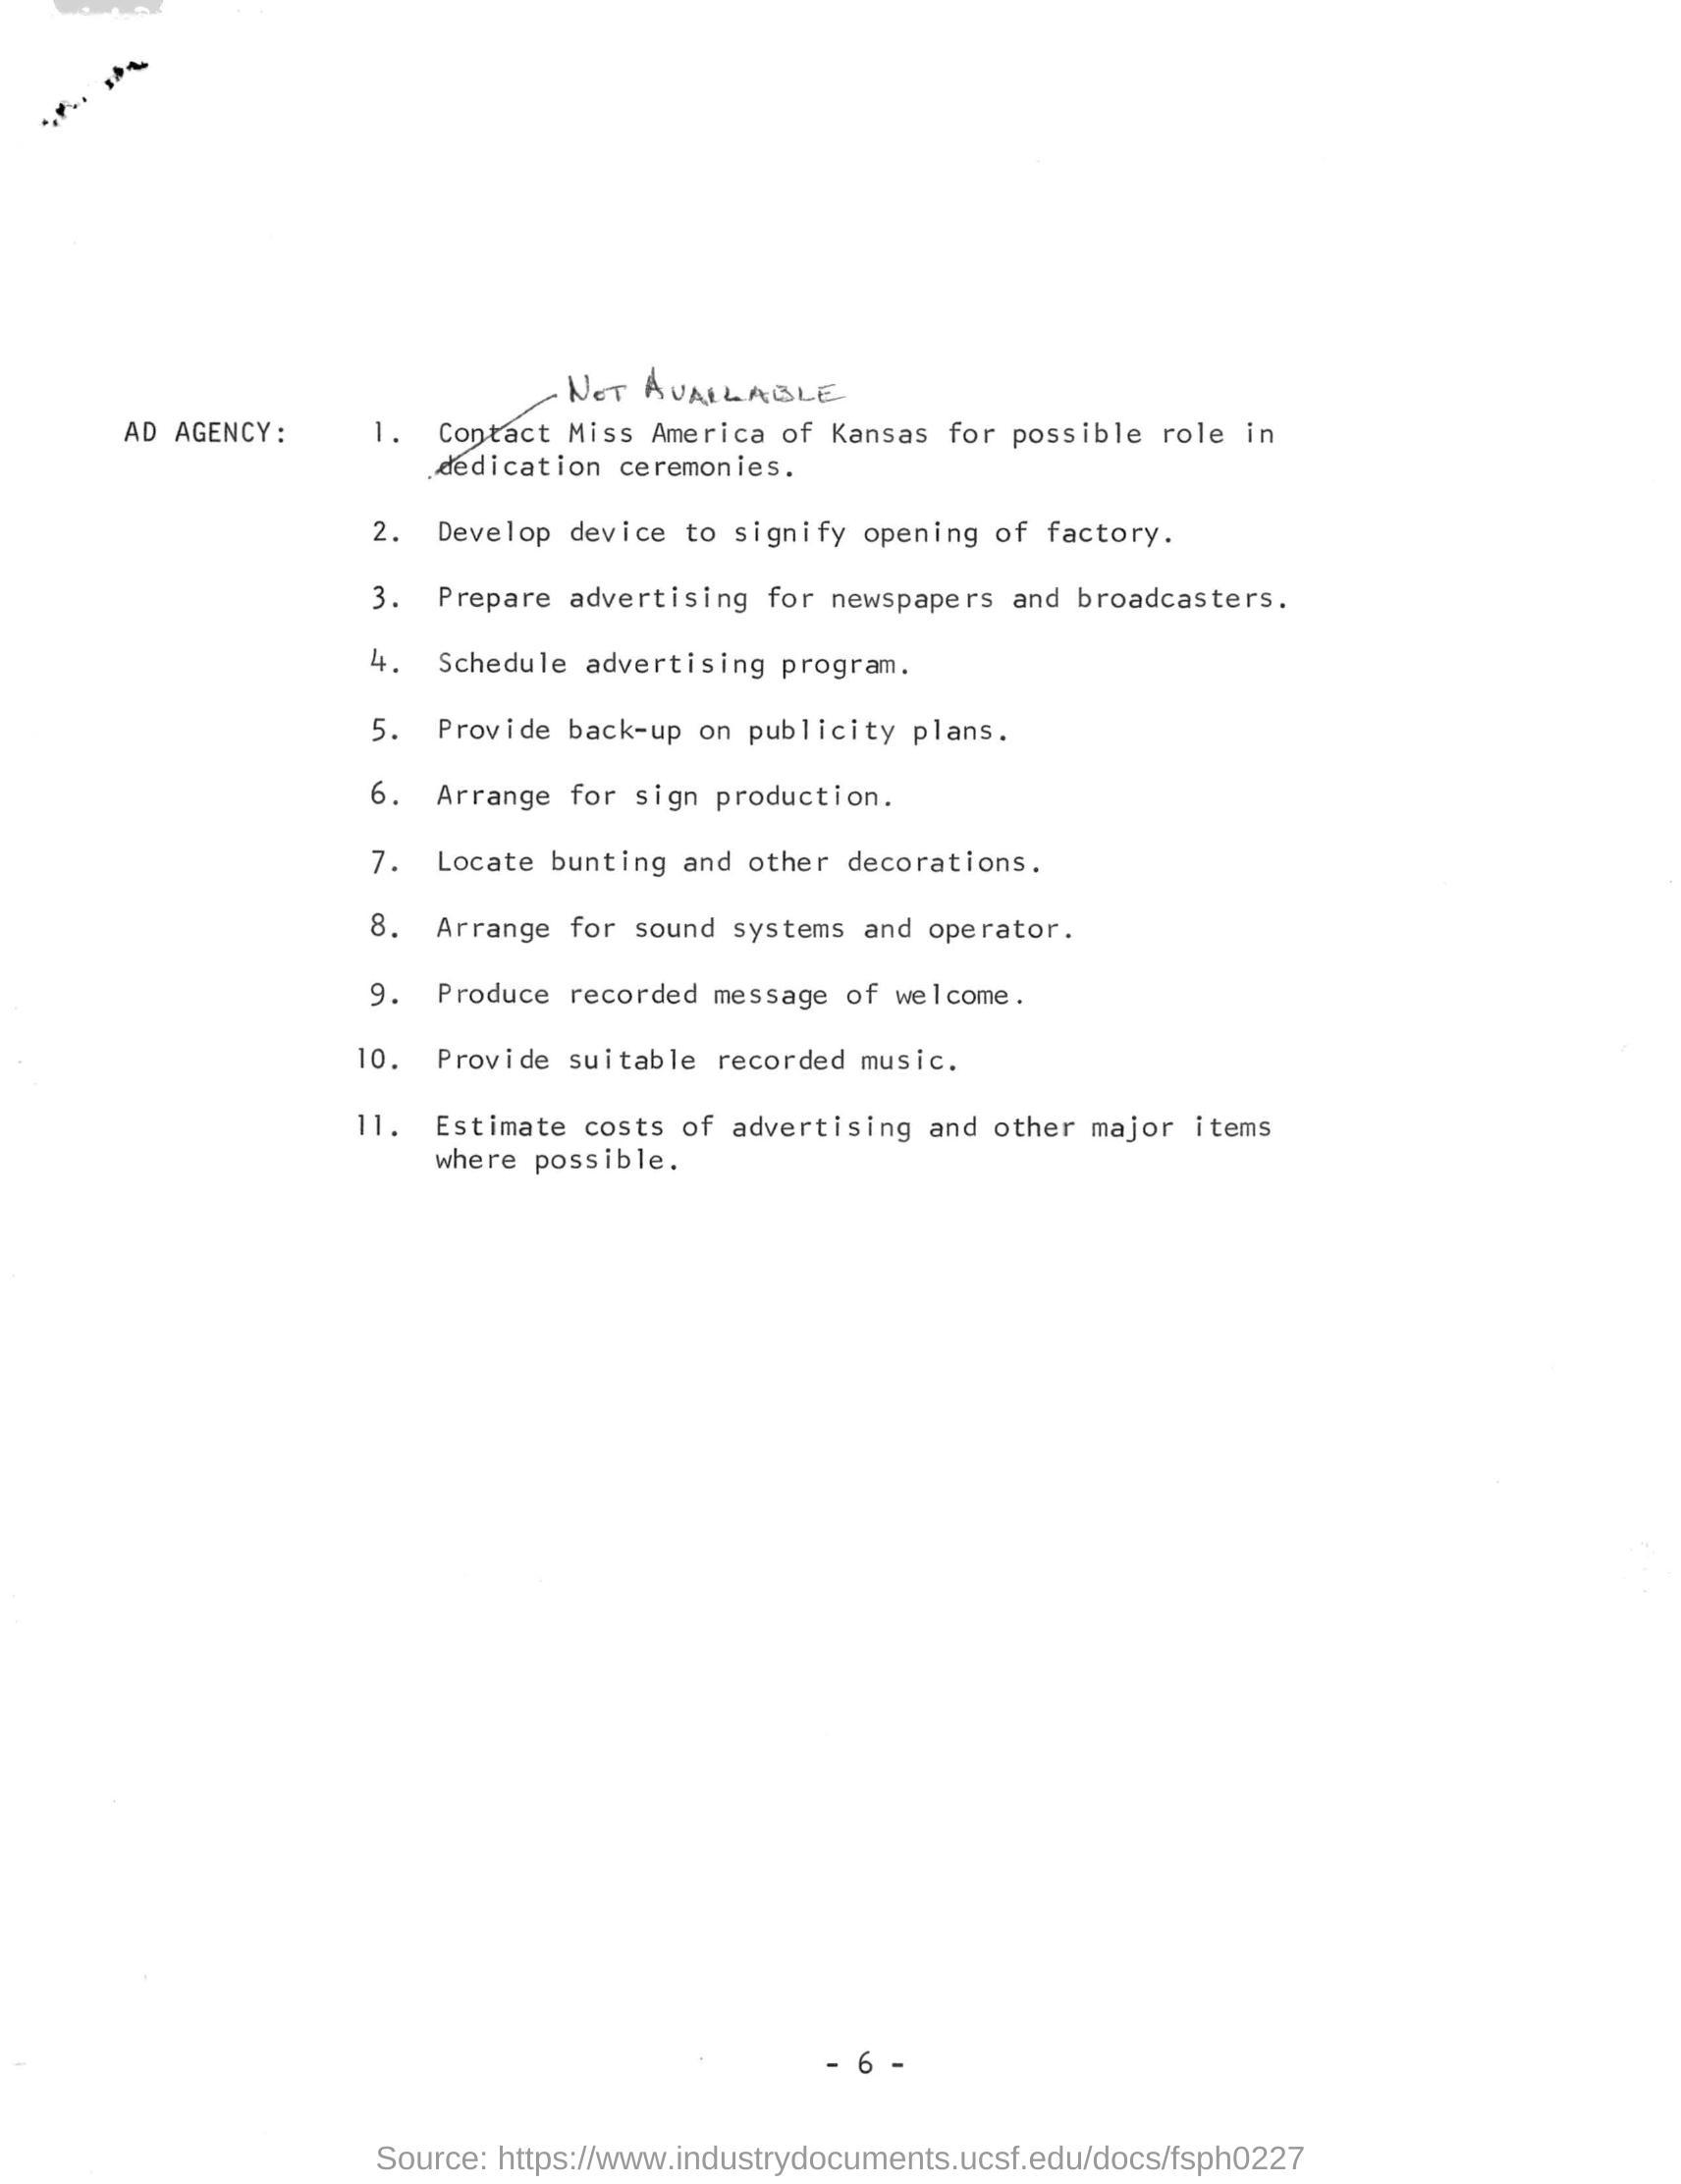 NOT AVAILABLE
AD AGENCY: 1. Contact Miss America of Kansas for possible role in
dedication ceremonies.
2. Develop device to signify opening of factory.
3. Prepare advertising for newspapers and broadcasters.
4. Schedule advertising program.
5. Provide back-up on publicity plans.
6. Arrange for sign production.
7. Locate bunting and other decorations.
8. Arrange for sound systems and operator.
9. Produce recorded message of welcome.
10. Provide suitable recorded music.
11. Estimate costs of advertising and other major items
where possible.
- 6 -
Source: https://www.industrydocuments.ucsf.edu/docs/fsph0227